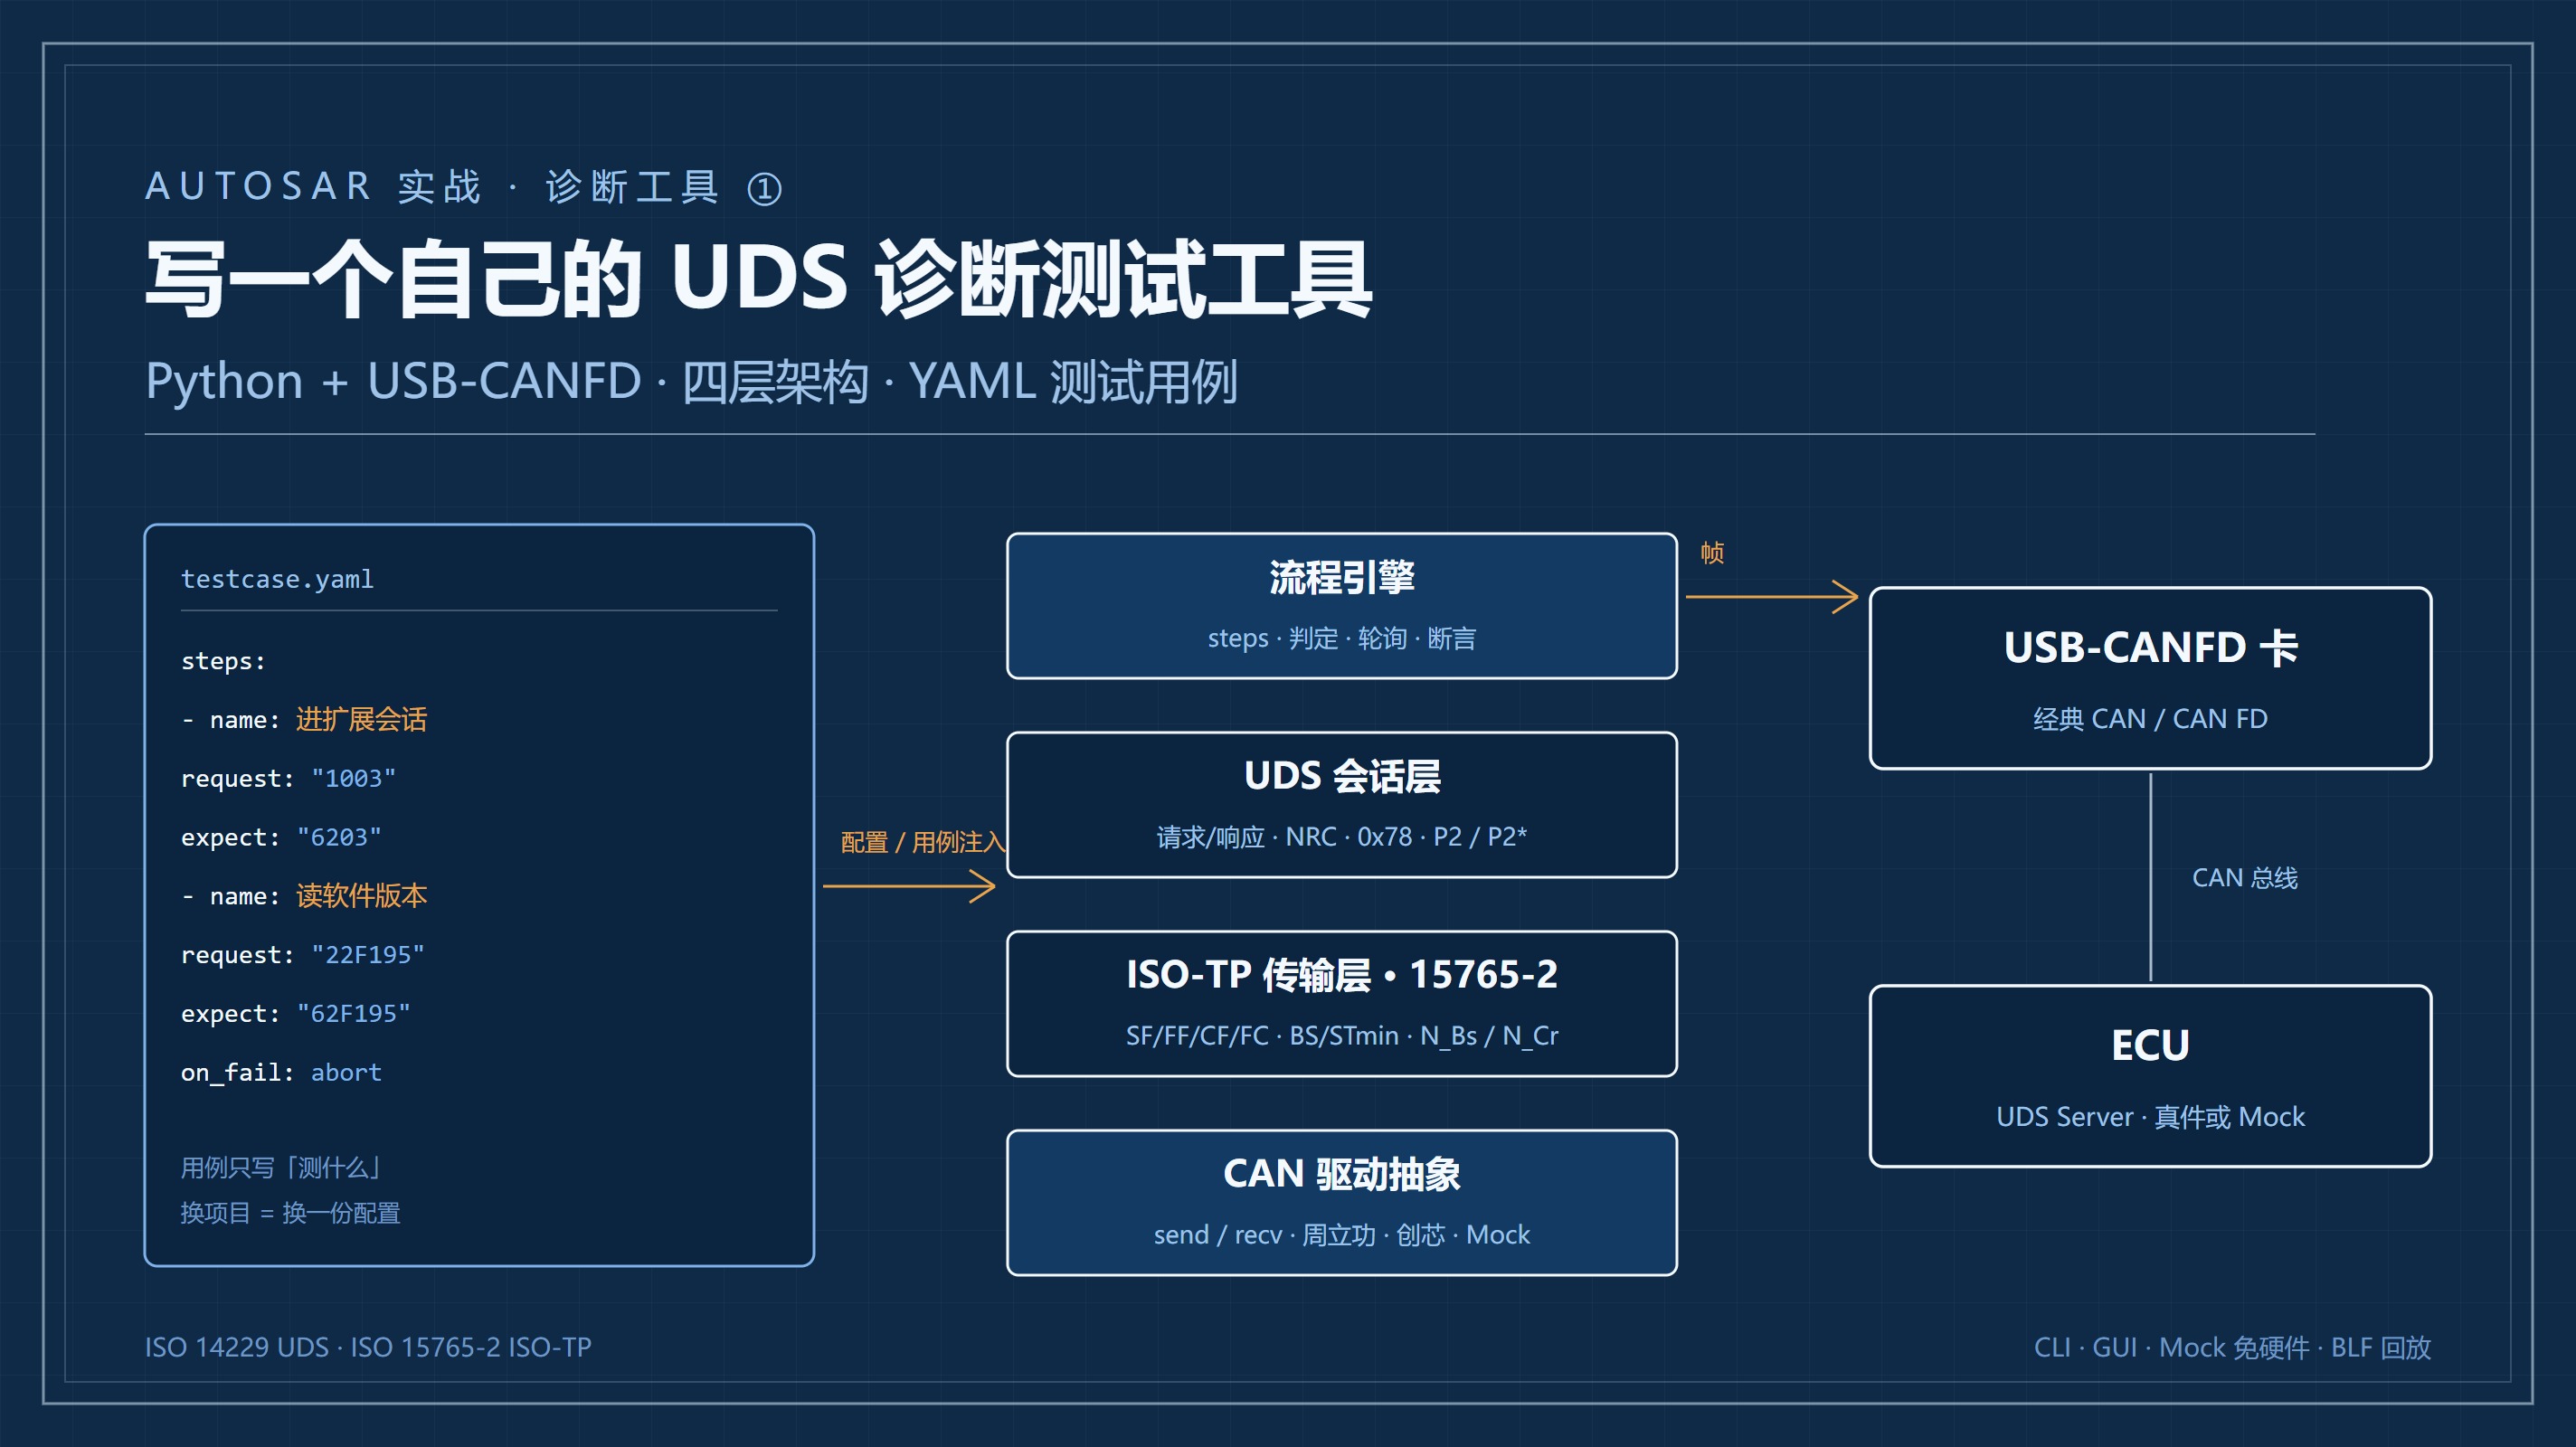 AUTOSAR 实战 · 诊断工具 ①
写一个自己的 UDS 诊断测试工具
Python + USB-CANFD · 四层架构 · YAML 测试用例
testcase.yaml
steps:
- name: 进扩展会话
request: "1003"
expect: "6203"
- name: 读软件版本
request: "22F195"
expect: "62F195"
on_fail: abort
用例只写「测什么」
换项目 = 换一份配置
配置 / 用例注入
流程引擎
steps · 判定 · 轮询 · 断言
UDS 会话层
请求/响应 · NRC · 0x78 · P2 / P2*
ISO-TP 传输层 · 15765-2
SF/FF/CF/FC · BS/STmin · N_Bs / N_Cr
CAN 驱动抽象
send / recv · 周立功 · 创芯 · Mock
帧
USB-CANFD 卡
经典 CAN / CAN FD
CAN 总线
ECU
UDS Server · 真件或 Mock
ISO 14229 UDS · ISO 15765-2 ISO-TP
CLI · GUI · Mock 免硬件 · BLF 回放